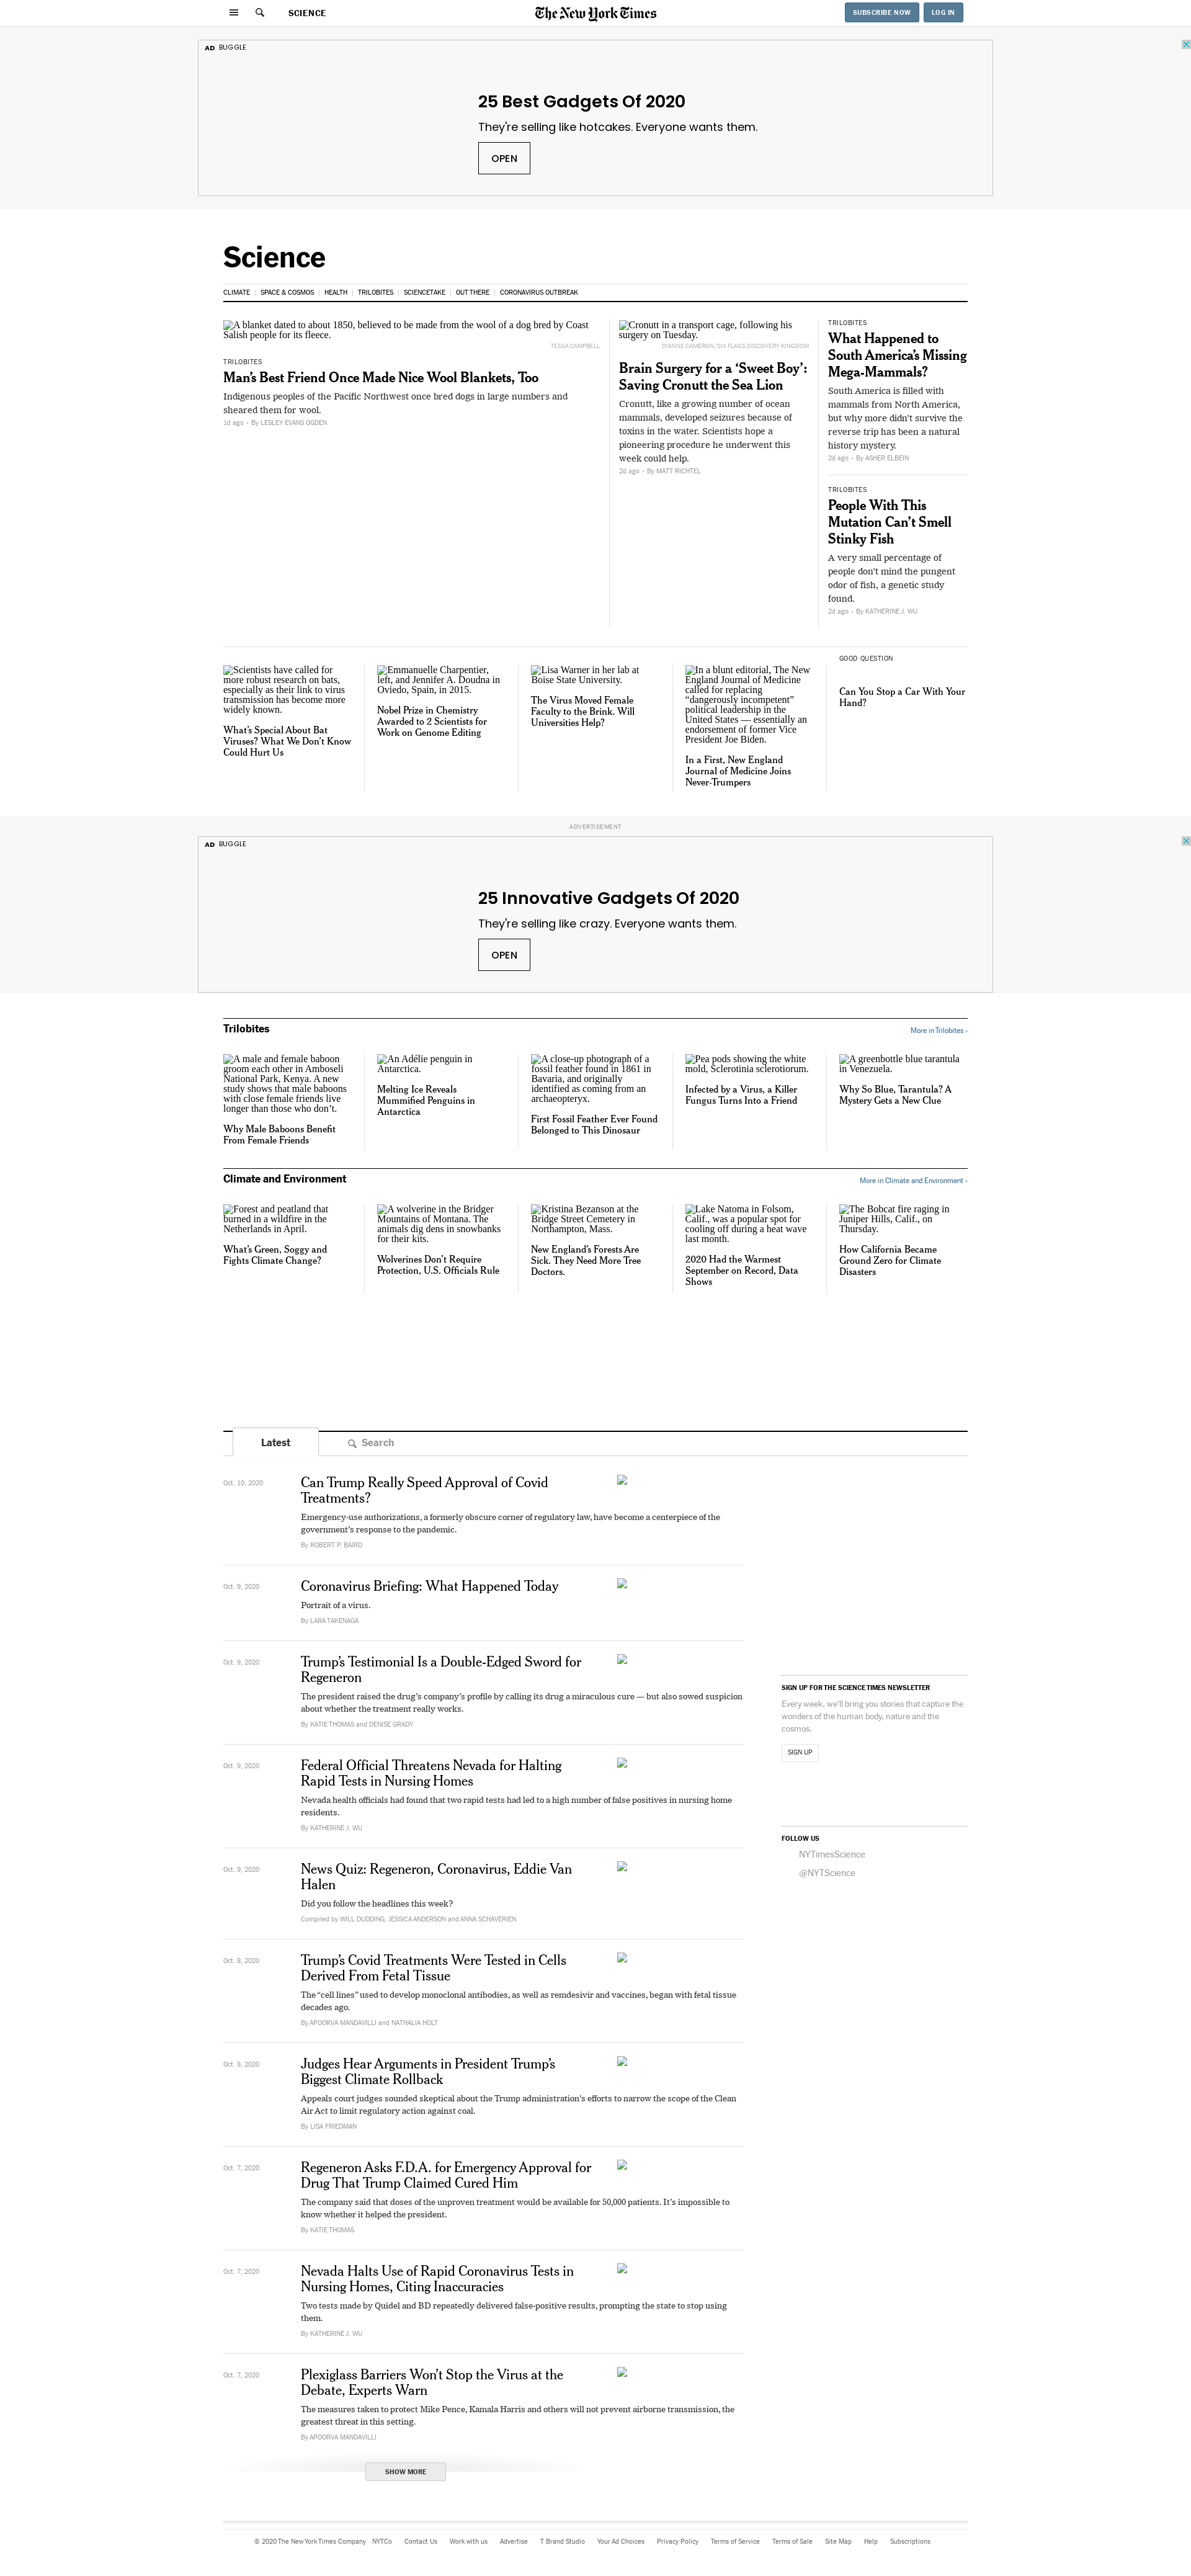 SCIENCE
The New York Times
SUBSCRIBE NOW
LOG IN
AD BUGGLE
25 Best Gadgets Of 2020
They're selling like hotcakes. Everyone wants them.
OPEN
Science
CLIMATE
SPACE & COSMOS
HEALTH
TRILOBITES
SCIENCETAKE
OUT THERE
CORONAVIRUS OUTBREAK
A blanket dated to about 1850, believed to be made from the wool of a dog bred by Coast
Salish people for its fleece.
TESSA CAMPBELL
TRILOBITES
Man's Best Friend Once Made Nice Wool Blankets, Too
Indigenous peoples of the Pacific Northwest once bred dogs in large numbers and
sheared them for wool.
1d ago - By LESLEY EVANS OGDEN
Cronutt in a transport cage, following his
surgery on Tuesday.
DIANNE CAMERON/SIX FLAGS DISCOVERY KINGDOM
Brain Surgery for a ‘Sweet Boy’:
Saving Cronutt the Sea Lion
Cronutt, like a growing number of ocean
mammals, developed seizures because of
toxins in the water. Scientists hope a
pioneering procedure he underwent this
week could help.
2d ago - By MATT RICHTEL
TRILOBITES
What Happened to
South America’s Missing
Mega-Mammals?
South America is filled with
mammals from North America,
but why more didn’t survive the
reverse trip has been a natural
history mystery.
2d ago - By ASHER ELBEIN
TRILOBITES
People With This
Mutation Can’t Smell
Stinky Fish
A very small percentage of
people don’t mind the pungent
odor of fish, a genetic study
found.
2d ago - By KATHERINE J. WU
Scientists have called for
more robust research on bats,
especially as their link to virus
transmission has become more
widely known.
What’s Special About Bat
Viruses? What We Don’t Know
Could Hurt Us
Emmanuelle Charpentier,
left, and Jennifer A. Doudna in
Oviedo, Spain, in 2015.
Nobel Prize in Chemistry
Awarded to 2 Scientists for
Work on Genome Editing
Lisa Warner in her lab at
Boise State University.
The Virus Moved Female
Faculty to the Brink. Will
Universities Help?
In a blunt editorial, The New
England Journal of Medicine
called for replacing
“dangerously incompetent”
political leadership in the
United States — essentially an
endorsement of former Vice
President Joe Biden.
In a First, New England
Journal of Medicine Joins
Never-Trumpers
GOOD QUESTION
Can You Stop a Car With Your
Hand?
ADVERTISEMENT
AD BUGGLE
25 Innovative Gadgets Of 2020
They're selling like crazy. Everyone wants them.
OPEN
Trilobites
More in Trilobites ›
A male and female baboon
groom each other in Amboseli
National Park, Kenya. A new
study shows that male baboons
with close female friends live
longer than those who don’t.
Why Male Baboons Benefit
From Female Friends
An Adélie penguin in
Antarctica.
Melting Ice Reveals
Mummified Penguins in
Antarctica
A close-up photograph of a
fossil feather found in 1861 in
Bavaria, and originally
identified as coming from an
archaeopteryx.
First Fossil Feather Ever Found
Belonged to This Dinosaur
Pea pods showing the white
mold, Sclerotinia sclerotiorum.
Infected by a Virus, a Killer
Fungus Turns Into a Friend
A greenbottle blue tarantula
in Venezuela.
Why So Blue, Tarantula? A
Mystery Gets a New Clue
Climate and Environment
More in Climate and Environment ›
Forest and peatland that
burned in a wildfire in the
Netherlands in April.
What’s Green, Soggy and
Fights Climate Change?
A wolverine in the Bridger
Mountains of Montana. The
animals dig dens in snowbanks
for their kits.
Wolverines Don’t Require
Protection, U.S. Officials Rule
Kristina Bezanson at the
Bridge Street Cemetery in
Northampton, Mass.
New England’s Forests Are
Sick. They Need More Tree
Doctors.
Lake Natoma in Folsom,
Calif., was a popular spot for
cooling off during a heat wave
last month.
2020 Had the Warmest
September on Record, Data
Shows
The Bobcat fire raging in
Juniper Hills, Calif., on
Thursday.
How California Became
Ground Zero for Climate
Disasters
Latest
Search
Oct. 10, 2020
Can Trump Really Speed Approval of Covid
Treatments?
Emergency-use authorizations, a formerly obscure corner of regulatory law, have become a centerpiece of the
government’s response to the pandemic.
By ROBERT P. BAIRD
Oct. 9, 2020
Coronavirus Briefing: What Happened Today
Portrait of a virus.
By LARA TAKENAGA
Oct. 9, 2020
Trump’s Testimonial Is a Double-Edged Sword for
Regeneron
The president raised the drug’s company’s profile by calling its drug a miraculous cure — but also sowed suspicion
about whether the treatment really works.
By KATIE THOMAS and DENISE GRADY
Oct. 9, 2020
Federal Official Threatens Nevada for Halting
Rapid Tests in Nursing Homes
Nevada health officials had found that two rapid tests had led to a high number of false positives in nursing home
residents.
By KATHERINE J. WU
Oct. 9, 2020
News Quiz: Regeneron, Coronavirus, Eddie Van
Halen
Did you follow the headlines this week?
Compiled by WILL DUDDING, JESSICA ANDERSON and ANNA SCHAVERIEN
Oct. 8, 2020
Trump’s Covid Treatments Were Tested in Cells
Derived From Fetal Tissue
The “cell lines” used to develop monoclonal antibodies, as well as remdesivir and vaccines, began with fetal tissue
decades ago.
By APOORVA MANDAVILLI and NATHALIA HOLT
Oct. 8, 2020
Judges Hear Arguments in President Trump’s
Biggest Climate Rollback
Appeals court judges sounded skeptical about the Trump administration’s efforts to narrow the scope of the Clean
Air Act to limit regulatory action against coal.
By LISA FRIEDMAN
Oct. 7, 2020
Regeneron Asks F.D.A. for Emergency Approval for
Drug That Trump Claimed Cured Him
The company said that doses of the unproven treatment would be available for 50,000 patients. It’s impossible to
know whether it helped the president.
By KATIE THOMAS
Oct. 7, 2020
Nevada Halts Use of Rapid Coronavirus Tests in
Nursing Homes, Citing Inaccuracies
Two tests made by Quidel and BD repeatedly delivered false-positive results, prompting the state to stop using
them.
By KATHERINE J. WU
Oct. 7, 2020
Plexiglass Barriers Won’t Stop the Virus at the
Debate, Experts Warn
The measures taken to protect Mike Pence, Kamala Harris and others will not prevent airborne transmission, the
greatest threat in this setting.
By APOORVA MANDAVILLI
SHOW MORE
SIGN UP FOR THE SCIENCE TIMES NEWSLETTER
Every week, we'll bring you stories that capture the
wonders of the human body, nature and the
cosmos.
SIGN UP
FOLLOW US
NYTimesScience
@NYTScience
© 2020 The New York Times Company
NYTCo
Contact Us
Work with us
Advertise
T Brand Studio
Your Ad Choices
Privacy Policy
Terms of Service
Terms of Sale
Site Map
Help
Subscriptions